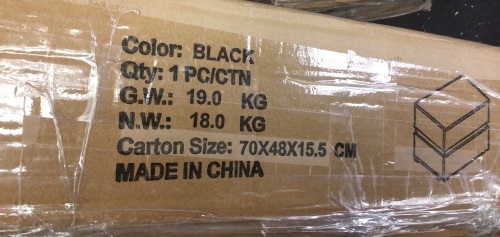 Color: BLACK
Qty: 1 PC/CTN
G.W.: 19.0 KG
N.W.: 18.0 KG
Carton Size: 70X48X15.5 CM
MADE IN CHINA